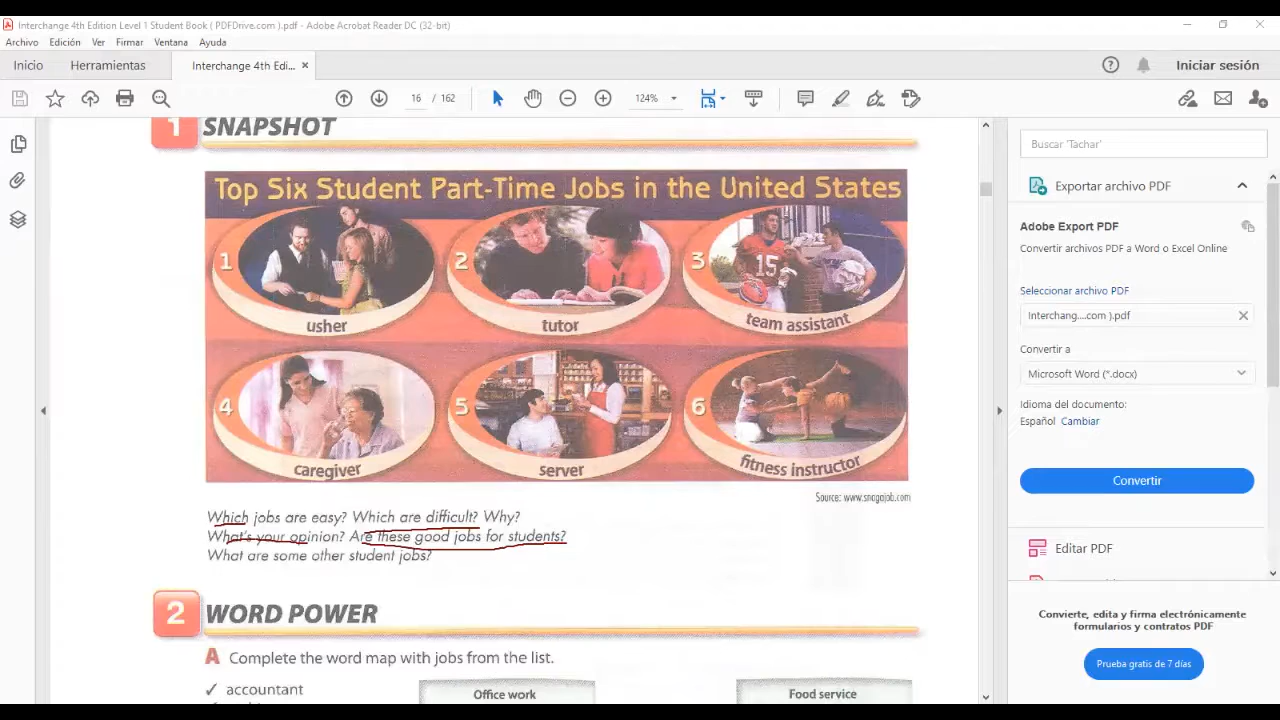 Interchange 4th Edition Level 1 Student Book ( PDFDrive.com ).pdf - Adobe Acrobat Reader DC (32-bit)
Archivo Edición Ver Firmar Ventana Ayuda
Inicio Herramientas Interchange 4th Edi... × Iniciar sesión
16 / 162 124%
1 SNAPSHOT
Top Six Student Part-Time Jobs in the United States
1 usher
2 tutor
3 team assistant
15
4 caregiver
5 server
6 fitness instructor
Source: www.snagajob.com
Which jobs are easy? Which are difficult? Why?
What's your opinion? Are these good jobs for students?
What are some other student jobs?
2 WORD POWER
A Complete the word map with jobs from the list.
✓ accountant
Office work
Food service
Buscar 'Tachar'
Exportar archivo PDF
Adobe Export PDF
Convertir archivos PDF a Word o Excel Online
Seleccionar archivo PDF
Interchang....com ).pdf
Convertir a
Microsoft Word (*.docx)
Idioma del documento:
Español Cambiar
Convertir
Editar PDF
Convierte, edita y firma electrónicamente
formularios y contratos PDF
Prueba gratis de 7 días